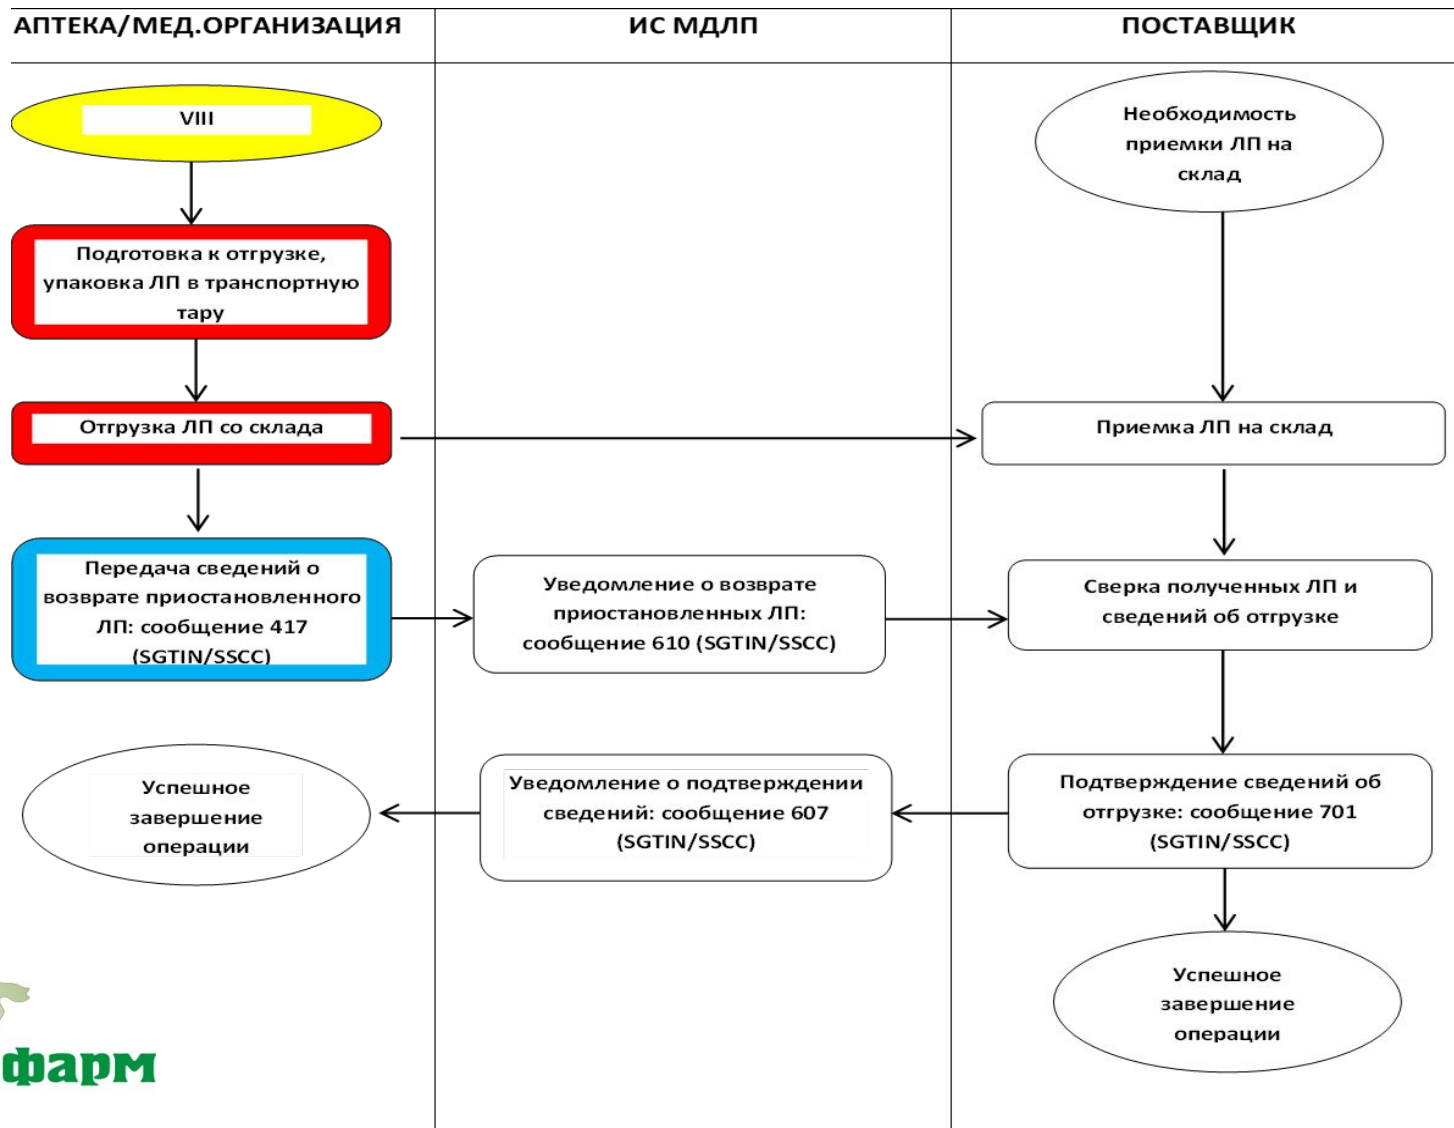 АПТЕКА/МЕД.ОРГАНИЗАЦИЯ
ИС МДЛП
ПОСТАВЩИК
VIII
Необходимость
приемки ЛП на
склад
Подготовка к отгрузке,
упаковка ЛП в транспортную
тару
Отгрузка ЛП со склада
Приемка ЛП на склад
Передача сведений о
возврате приостановленного
ЛП: сообщение 417
(SGTIN/SSCC)
Уведомление о возврате
приостановленных ЛП:
сообщение 610 (SGTIN/SSCC)
Сверка полученных ЛП и
сведений об отгрузке
Успешное
завершение
операции
Уведомление о подтверждении
сведений: сообщение 607
(SGTIN/SSCC)
Подтверждение сведений об
отгрузке: сообщение 701
(SGTIN/SSCC)
Успешное
завершение
операции
фарм